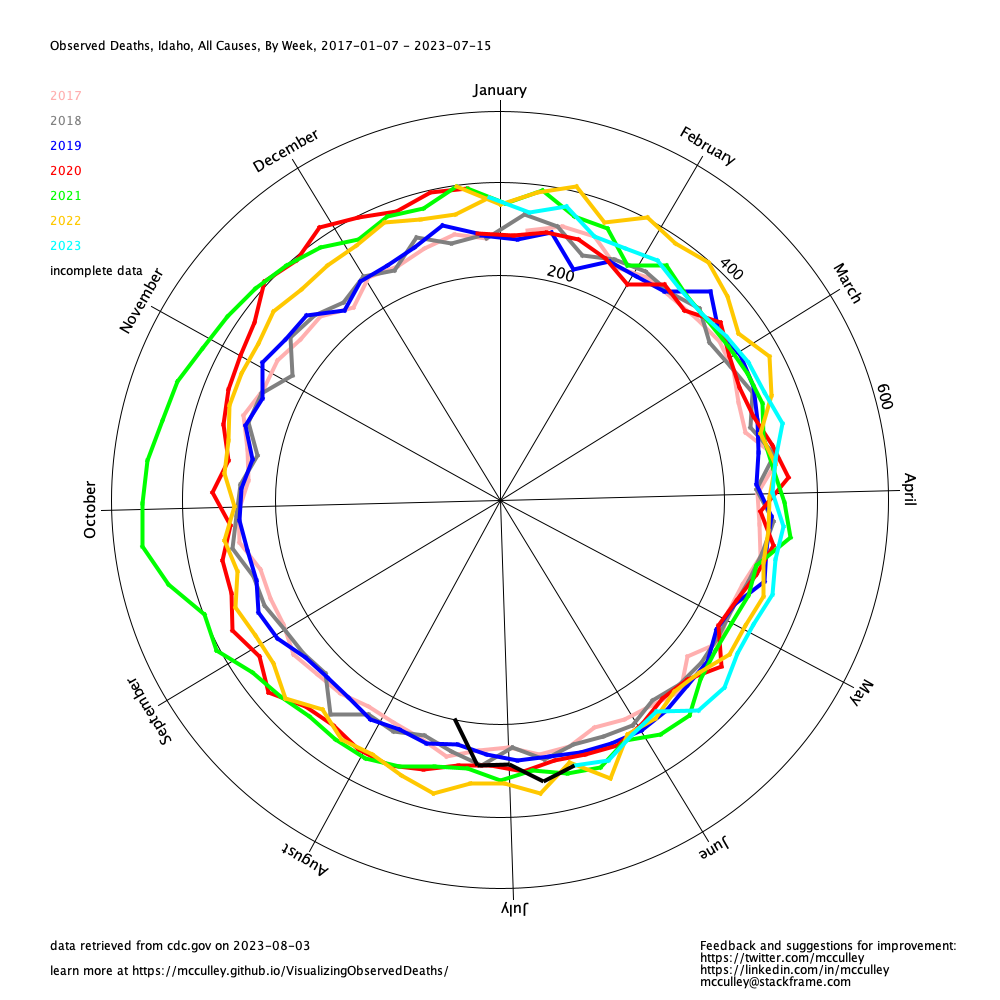 Observed Deaths, Idaho, All Causes, By Week, 2017-01-07 - 2023-07-15
2017
2018
2019
2020
2021
2022
2023
incomplete data
January
February
March
April
May
June
July
August
September
October
November
December
200
400
600
data retrieved from cdc.gov on 2023-08-03
learn more at https://mcculley.github.io/VisualizingObservedDeaths/
Feedback and suggestions for improvement:
https://twitter.com/mcculley
https://linkedin.com/in/mcculley
mcculley@stackframe.com